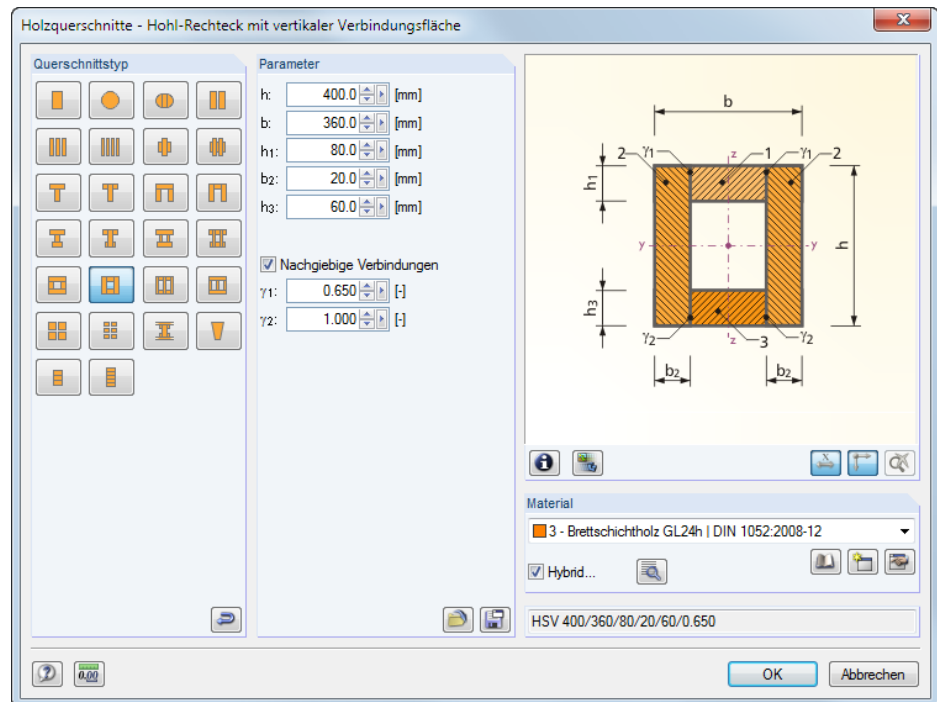 Holzquerschnitte - Hohl-Rechteck mit vertikaler Verbindungsfläche
Querschnittstyp
Parameter
h: 400.0 [mm]
b: 360.0 [mm]
h1: 80.0 [mm]
b2: 20.0 [mm]
h3: 60.0 [mm]
Nachgiebige Verbindungen
γ1: 0.650 [-]
γ2: 1.000 [-]
b
2 γ1 z 1 γ1 2
h1
y y h
h3
γ2 z 3 γ2
b2 b2
x
Material
3 - Brettschichtholz GL24h | DIN 1052:2008-12
Hybrid...
HSV 400/360/80/20/60/0.650
0.00
OK Abbrechen